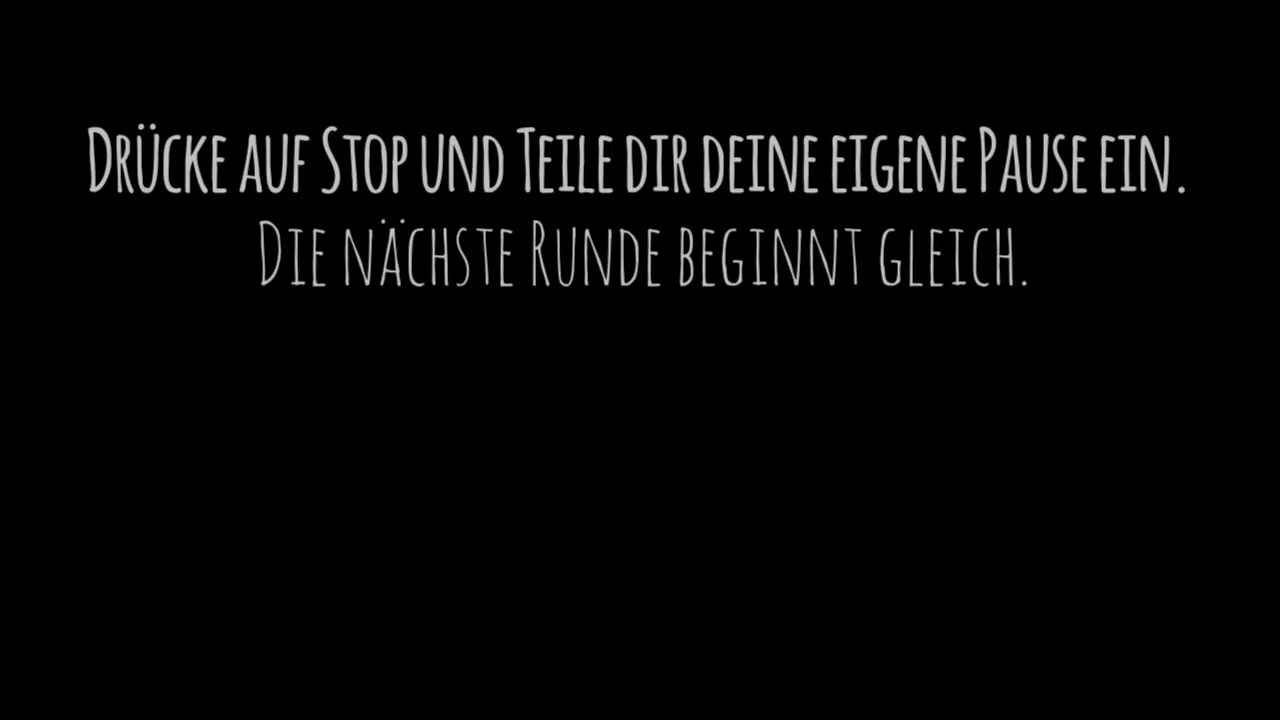 Drücke auf Stop und Teile dir deine eigene Pause ein.
Die nächste Runde beginnt gleich.